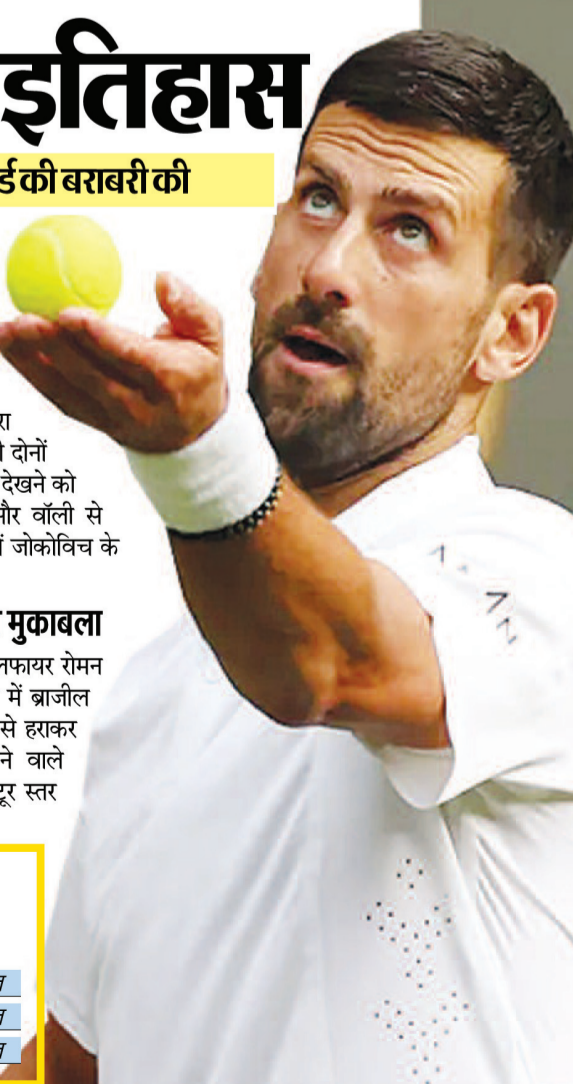 इतिहास
र्ड की बराबरी की
रा
दोनों
देखने को
और वॉली से
जोकोविच के
मुकाबला
लफायर रोमन
में ब्राजील
से हराकर
ने वाले
टूर स्तर